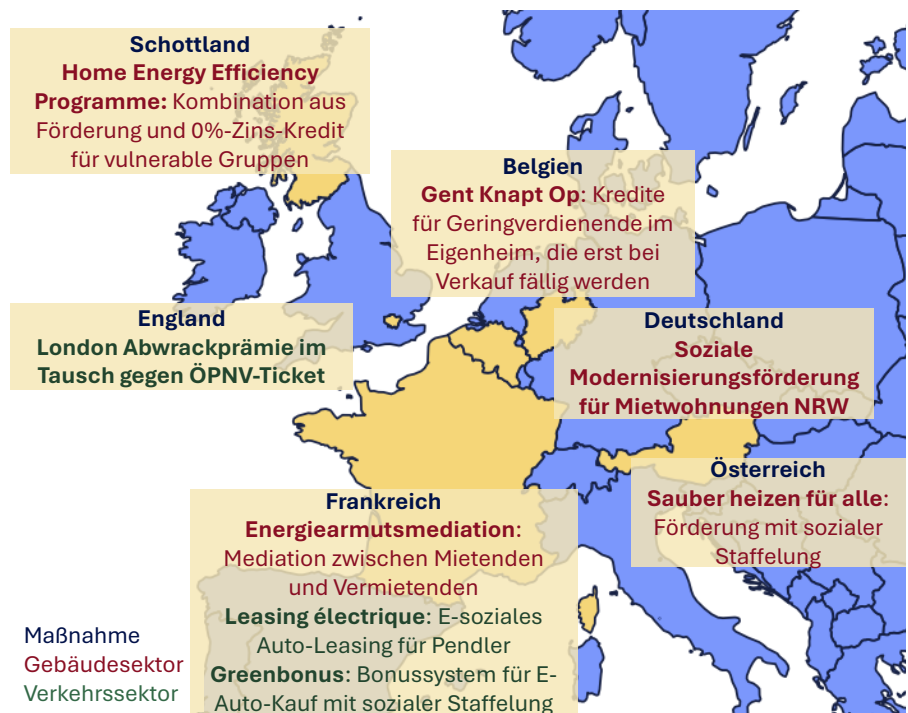 Schottland
Home Energy Efficiency
Programme: Kombination aus
Förderung und 0%-Zins-Kredit
für vulnerable Gruppen
Belgien
Gent Knapt Op: Kredite
für Geringverdienende im
Eigenheim, die erst bei
Verkauf fällig werden
England
London Abwrackprämie im
Tausch gegen ÖPNV-Ticket
Deutschland
Soziale
Modernisierungsförderung
für Mietwohnungen NRW
Österreich
Sauber heizen für alle:
Förderung mit sozialer
Staffelung
Frankreich
Energiearmutsmediation:
Mediation zwischen Mietenden
und Vermietenden
Leasing électrique: E-soziales
Auto-Leasing für Pendler
Greenbonus: Bonussystem für E-
Auto-Kauf mit sozialer Staffelung
Maßnahme
Gebäudesektor
Verkehrssektor